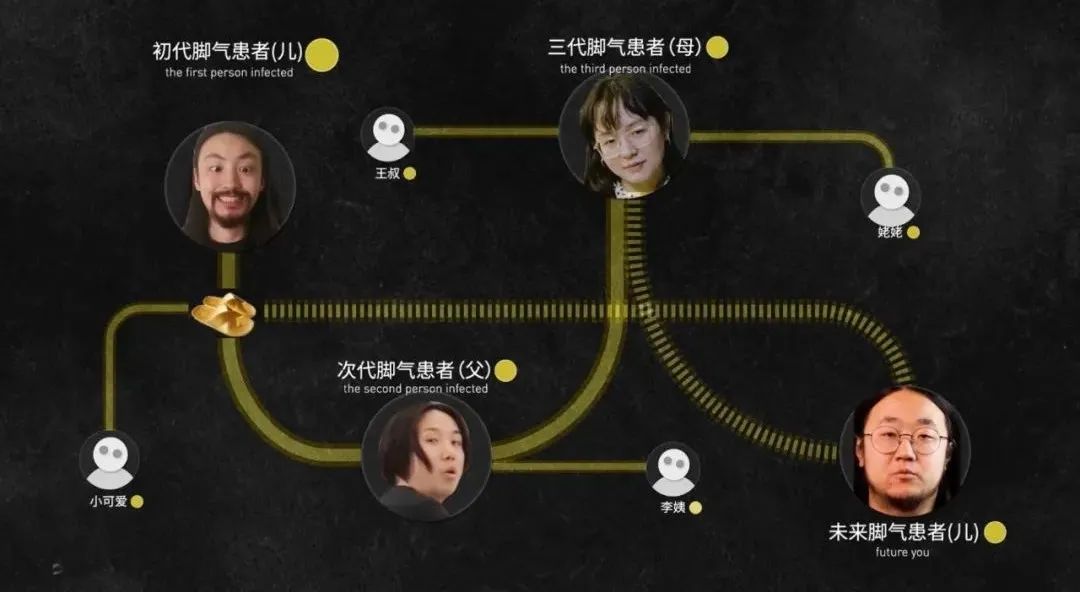 初代脚气患者(儿)
the first person infected
三代脚气患者(母)
the third person infected
王叔
姥姥
次代脚气患者(父)
the second person infected
小可爱
李姨
未来脚气患者(儿)
future you